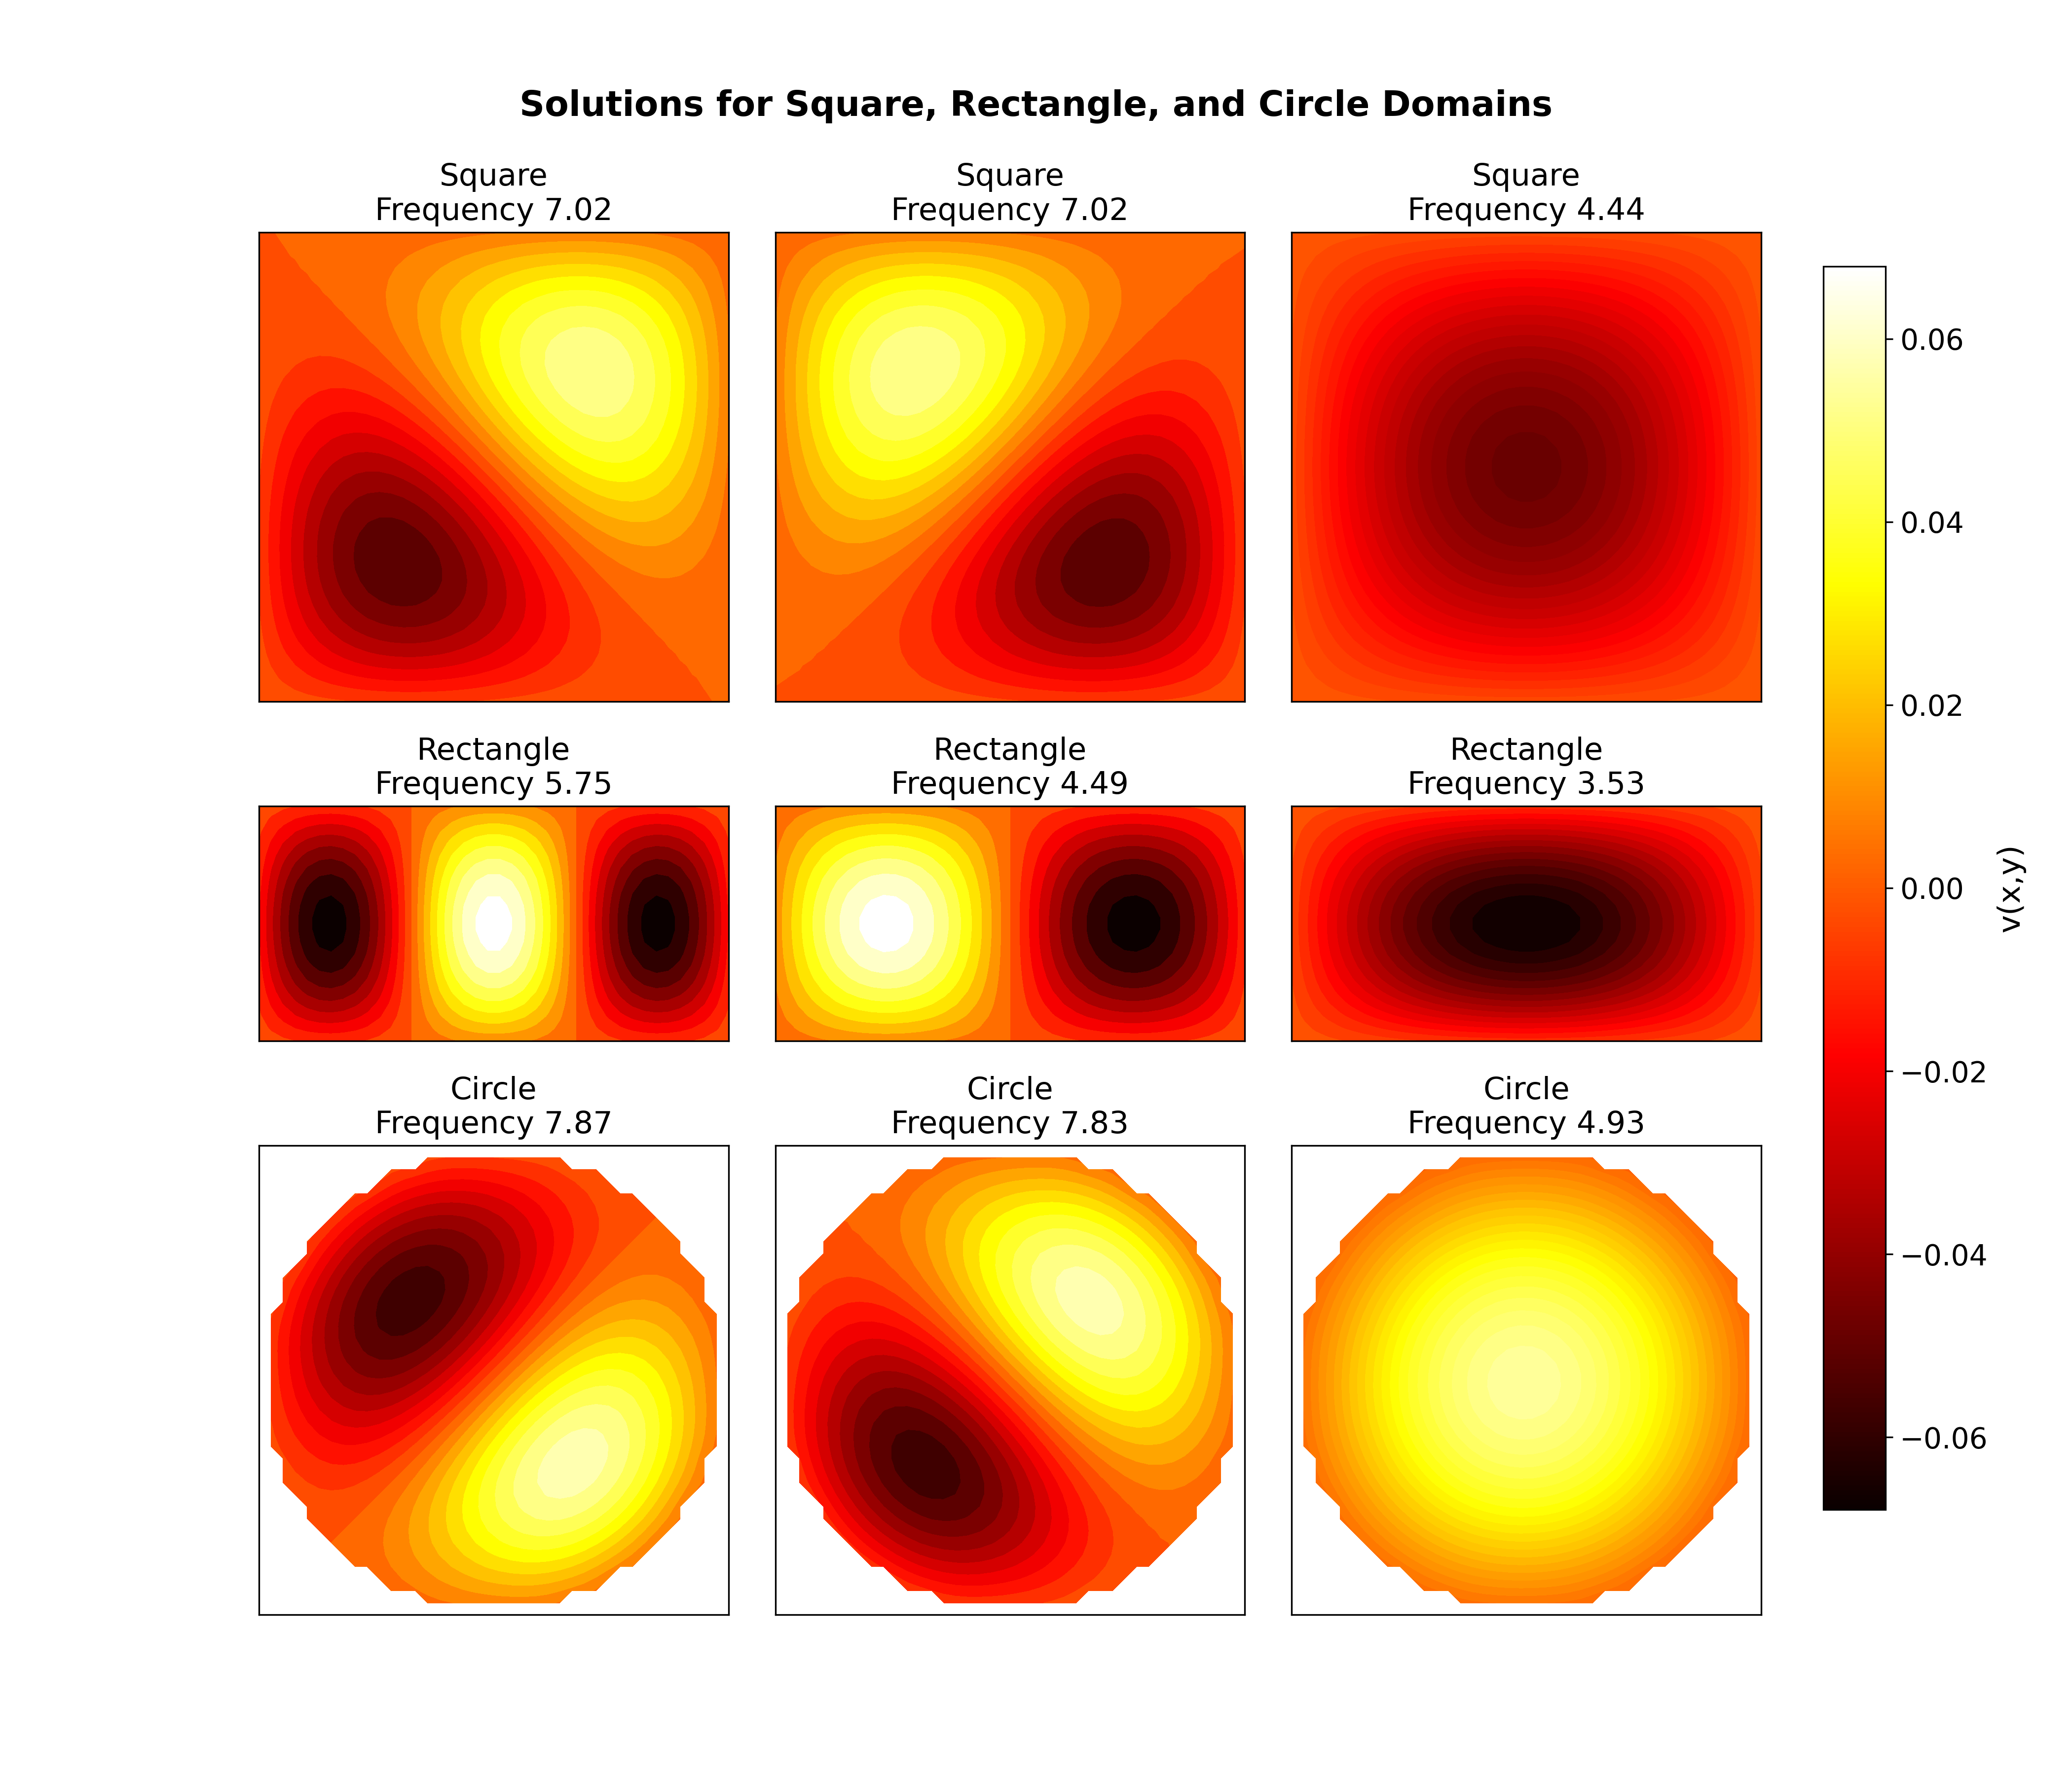 Solutions for Square, Rectangle, and Circle Domains
Square
Frequency 7.02
Square
Frequency 7.02
Square
Frequency 4.44
Rectangle
Frequency 5.75
Rectangle
Frequency 4.49
Rectangle
Frequency 3.53
Circle
Frequency 7.87
Circle
Frequency 7.83
Circle
Frequency 4.93
0.06
0.04
0.02
0.00
−0.02
−0.04
−0.06
v(x,y)